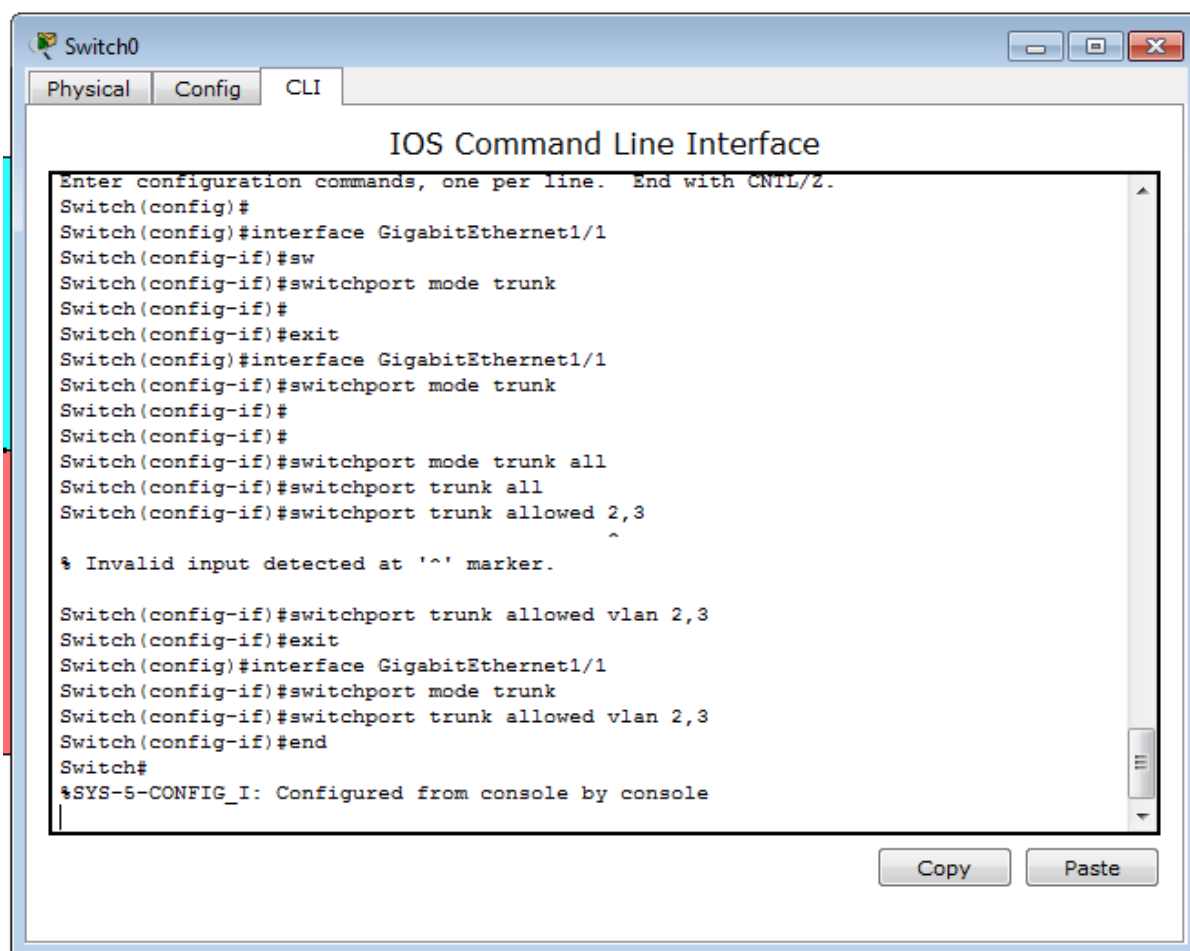 Switch0
Physical Config CLI
IOS Command Line Interface
Enter configuration commands, one per line.  End with CNTL/Z.
Switch(config)#
Switch(config)#interface GigabitEthernet1/1
Switch(config-if)#sw
Switch(config-if)#switchport mode trunk
Switch(config-if)#
Switch(config-if)#exit
Switch(config)#interface GigabitEthernet1/1
Switch(config-if)#switchport mode trunk
Switch(config-if)#
Switch(config-if)#
Switch(config-if)#switchport mode trunk all
Switch(config-if)#switchport trunk all
Switch(config-if)#switchport trunk allowed 2,3
^
% Invalid input detected at '^' marker.
Switch(config-if)#switchport trunk allowed vlan 2,3
Switch(config-if)#exit
Switch(config)#interface GigabitEthernet1/1
Switch(config-if)#switchport mode trunk
Switch(config-if)#switchport trunk allowed vlan 2,3
Switch(config-if)#end
Switch#
%SYS-5-CONFIG_I: Configured from console by console
Copy Paste